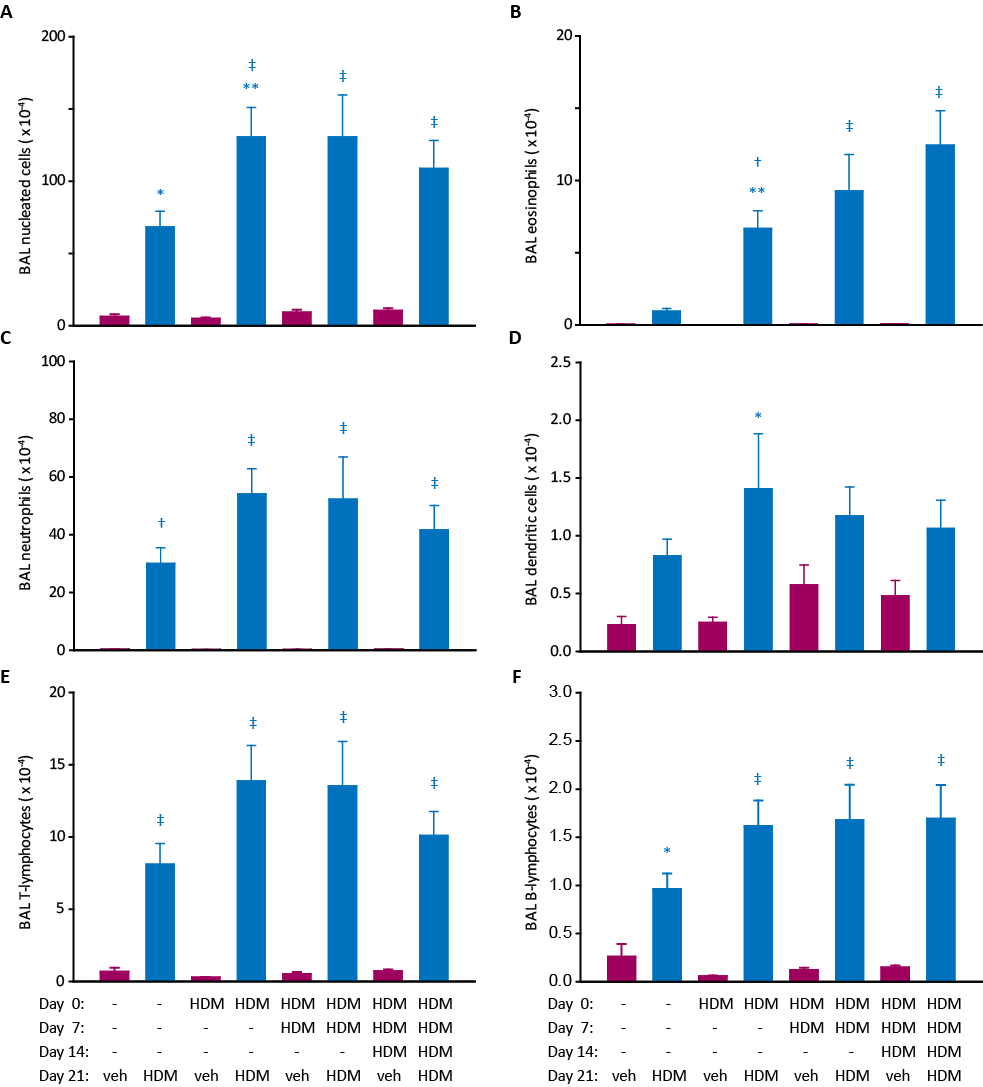 A
BAL nucleated cells ( x10-4)
200
100
0
*
‡
**
‡
‡
B
BAL eosinophils ( x10-4)
20
10
0
†
**
‡
‡
C
BAL neutrophils ( x10-4)
100
80
60
40
20
0
†
‡
‡
‡
D
BAL dendritic cells ( x10-4)
2.5
2.0
1.5
1.0
0.5
0.0
*
E
BAL T-lymphocytes ( x10-4)
20
15
10
5
0
‡
‡
‡
‡
F
BAL B-lymphocytes ( x10-4)
3.0
2.5
2.0
1.5
1.0
0.5
0.0
*
‡
‡
‡
Day 0: - - HDM HDM HDM HDM HDM HDM
Day 7: - - - - HDM HDM HDM HDM
Day 14: - - - - - - HDM HDM
Day 21: veh HDM veh HDM veh HDM veh HDM
Day 0: - - HDM HDM HDM HDM HDM HDM
Day 7: - - - - HDM HDM HDM HDM
Day 14: - - - - - - HDM HDM
Day 21: veh HDM veh HDM veh HDM veh HDM